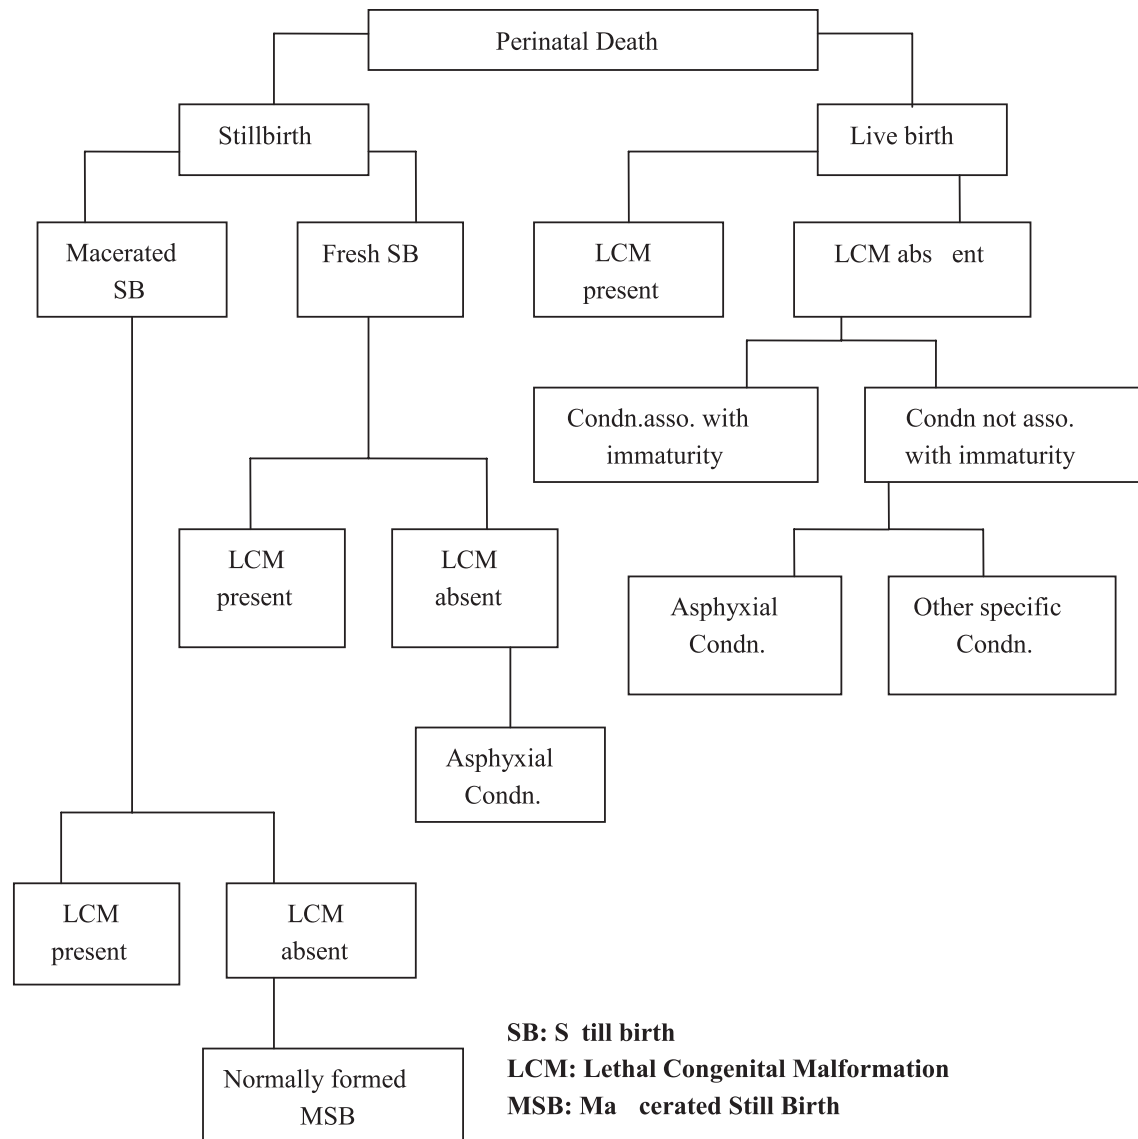 Perinatal Death
Stillbirth
Live birth
Macerated
SB
Fresh SB
LCM
present
LCM abs ent
Condn.asso. with
immaturity
Condn not asso.
with immaturity
LCM
present
LCM
absent
Asphyxial
Condn.
Other specific
Condn.
Asphyxial
Condn.
LCM
present
LCM
absent
Normally formed
MSB
SB: S till birth
LCM: Lethal Congenital Malformation
MSB: Ma cerated Still Birth